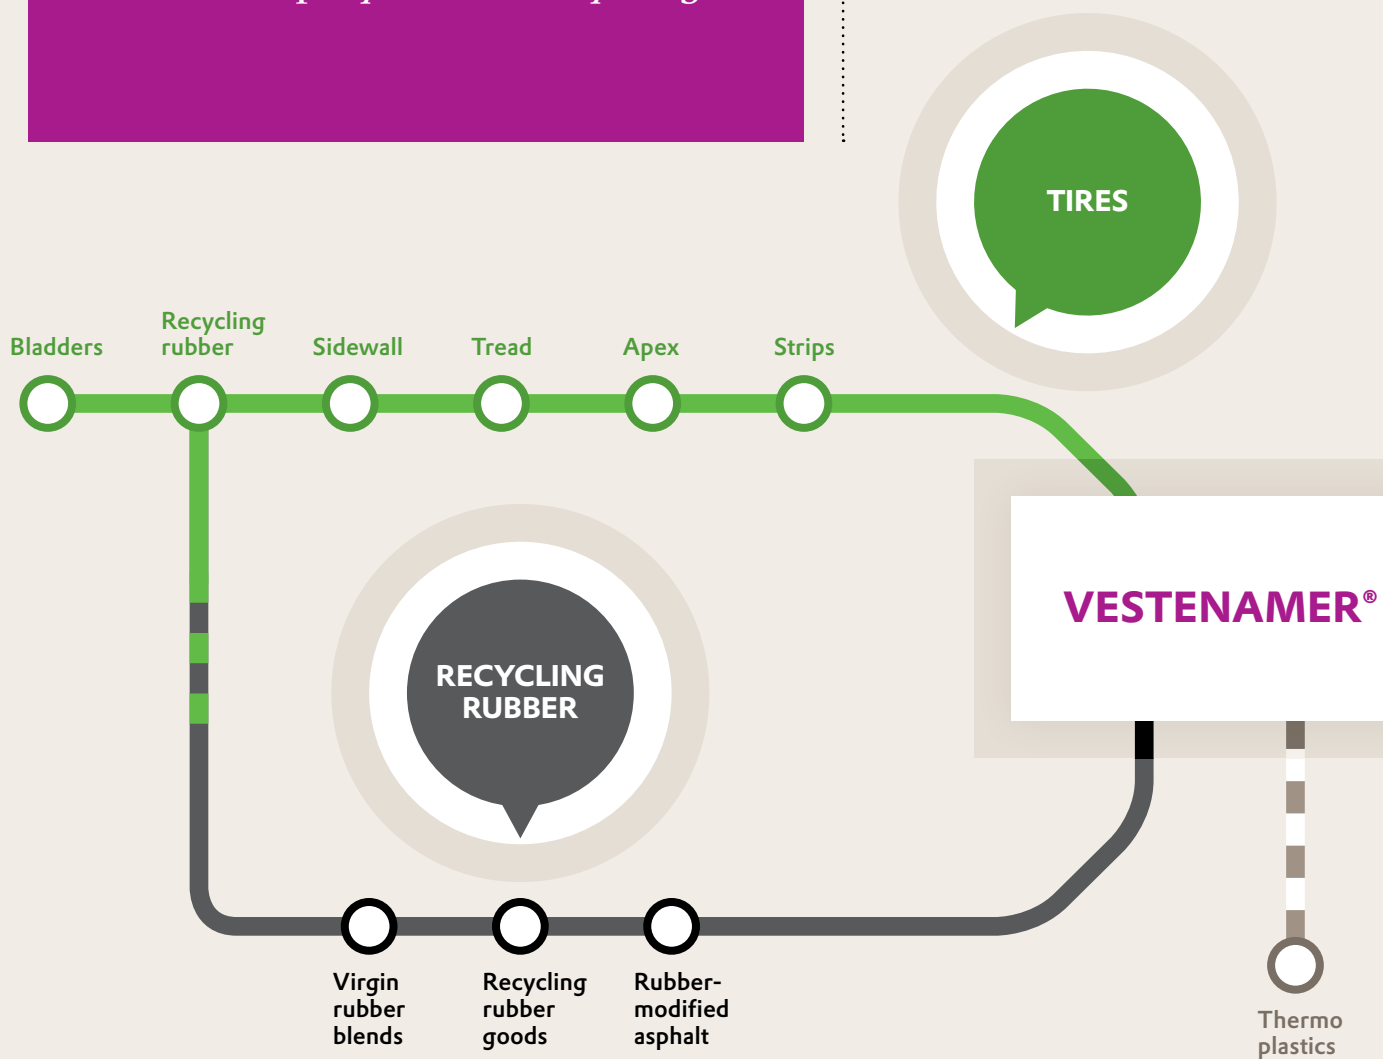 TIRES
Recycling
rubber
Bladders
Sidewall
Tread
Apex
Strips
VESTENAMER®
RECYCLING
RUBBER
Virgin
rubber
blends
Recycling
rubber
goods
Rubber-
modified
asphalt
Thermo
plastics